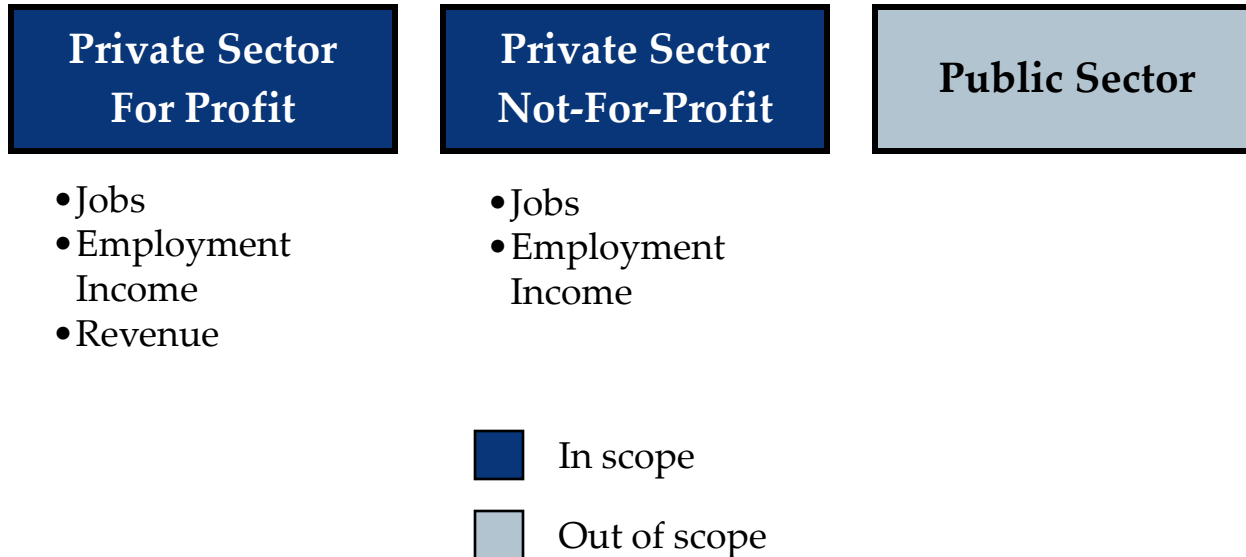 Private Sector
For Profit
Private Sector
Not-For-Profit
Public Sector
•Jobs
•Employment
Income
•Revenue
•Jobs
•Employment
Income
In scope
Out of scope